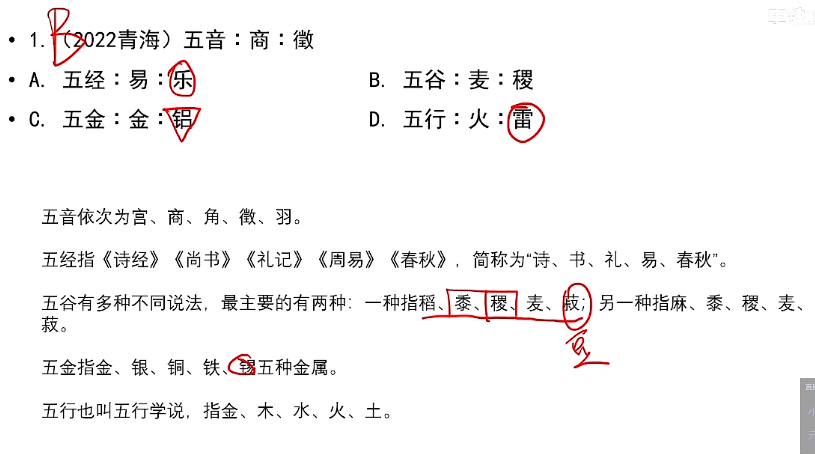 • 1. B（2022青海）五音：商：徵
• A. 五经：易：乐 B. 五谷：麦：稷
• C. 五金：金：铝 D. 五行：火：雷
五音依次为宫、商、角、徵、羽。
五经指《诗经》《尚书》《礼记》《周易》《春秋》，简称为“诗、书、礼、易、春秋”。
五谷有多种不同说法，最主要的有两种：一种指稻、黍、稷、麦、菽；另一种指麻、黍、稷、麦、
菽。
豆
五金指金、银、铜、铁、锡五种金属。
五行也叫五行学说，指金、木、水、火、土。